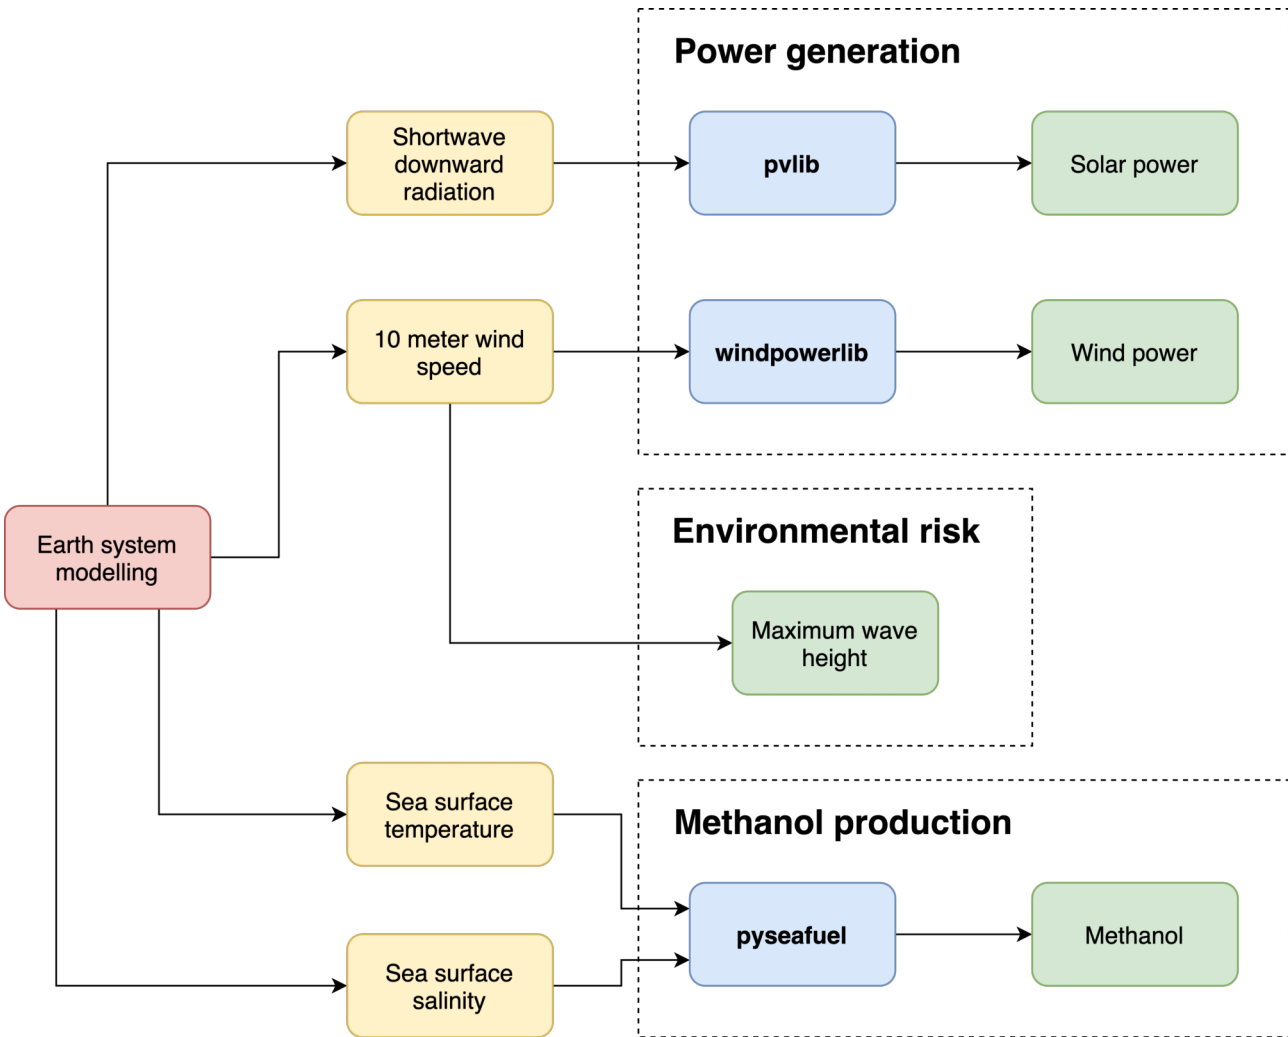 Power generation
Shortwave
downward
radiation
pvlib
Solar power
10 meter wind
speed
windpowerlib
Wind power
Earth system
modelling
Environmental risk
Maximum wave
height
Sea surface
temperature
Methanol production
pyseafuel
Methanol
Sea surface
salinity